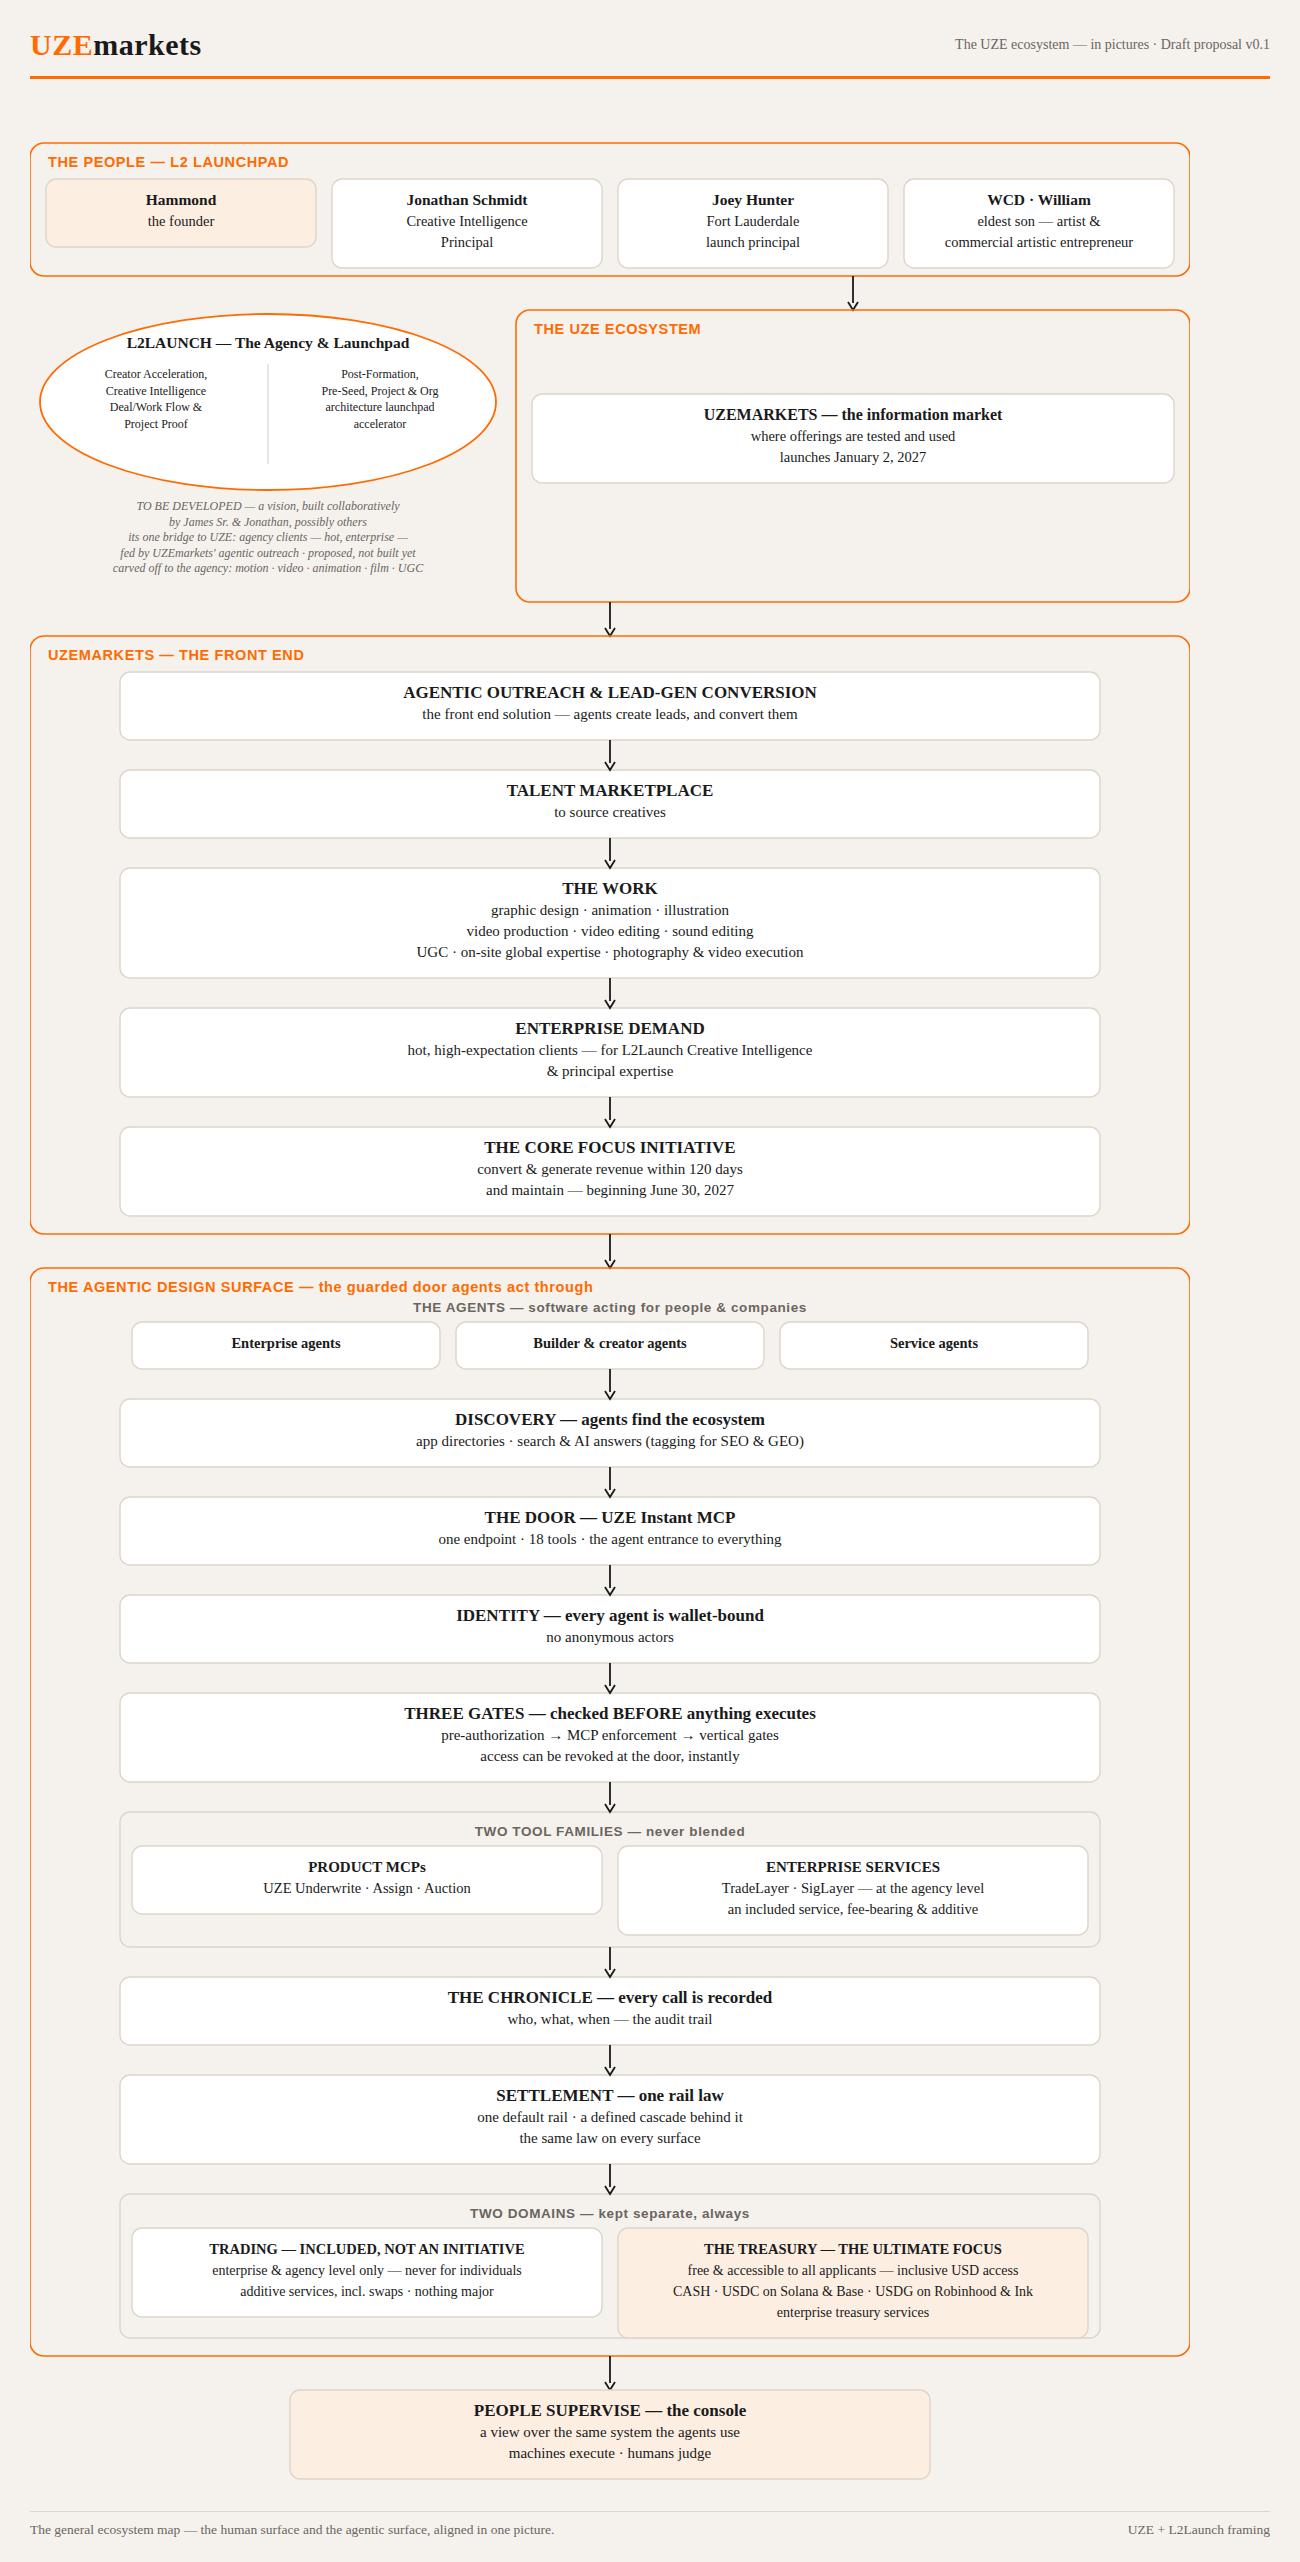 UZEmarkets
The UZE ecosystem — in pictures · Draft proposal v0.1
THE PEOPLE — L2 LAUNCHPAD
Hammond
the founder
Jonathan Schmidt
Creative Intelligence
Principal
Joey Hunter
Fort Lauderdale
launch principal
WCD · William
eldest son — artist &
commercial artistic entrepreneur
L2LAUNCH — The Agency & Launchpad
Creator Acceleration,
Creative Intelligence
Deal/Work Flow &
Project Proof
Post-Formation,
Pre-Seed, Project & Org
architecture launchpad
accelerator
TO BE DEVELOPED — a vision, built collaboratively
by James Sr. & Jonathan, possibly others
its one bridge to UZE: agency clients — hot, enterprise —
fed by UZEmarkets' agentic outreach · proposed, not built yet
carved off to the agency: motion · video · animation · film · UGC
THE UZE ECOSYSTEM
UZEMARKETS — the information market
where offerings are tested and used
launches January 2, 2027
UZEMARKETS — THE FRONT END
AGENTIC OUTREACH & LEAD-GEN CONVERSION
the front end solution — agents create leads, and convert them
TALENT MARKETPLACE
to source creatives
THE WORK
graphic design · animation · illustration
video production · video editing · sound editing
UGC · on-site global expertise · photography & video execution
ENTERPRISE DEMAND
hot, high-expectation clients — for L2Launch Creative Intelligence
& principal expertise
THE CORE FOCUS INITIATIVE
convert & generate revenue within 120 days
and maintain — beginning June 30, 2027
THE AGENTIC DESIGN SURFACE — the guarded door agents act through
THE AGENTS — software acting for people & companies
Enterprise agents
Builder & creator agents
Service agents
DISCOVERY — agents find the ecosystem
app directories · search & AI answers (tagging for SEO & GEO)
THE DOOR — UZE Instant MCP
one endpoint · 18 tools · the agent entrance to everything
IDENTITY — every agent is wallet-bound
no anonymous actors
THREE GATES — checked BEFORE anything executes
pre-authorization → MCP enforcement → vertical gates
access can be revoked at the door, instantly
TWO TOOL FAMILIES — never blended
PRODUCT MCPs
UZE Underwrite · Assign · Auction
ENTERPRISE SERVICES
TradeLayer · SigLayer — at the agency level
an included service, fee-bearing & additive
THE CHRONICLE — every call is recorded
who, what, when — the audit trail
SETTLEMENT — one rail law
one default rail · a defined cascade behind it
the same law on every surface
TWO DOMAINS — kept separate, always
TRADING — INCLUDED, NOT AN INITIATIVE
enterprise & agency level only — never for individuals
additive services, incl. swaps · nothing major
THE TREASURY — THE ULTIMATE FOCUS
free & accessible to all applicants — inclusive USD access
CASH · USDC on Solana & Base · USDG on Robinhood & Ink
enterprise treasury services
PEOPLE SUPERVISE — the console
a view over the same system the agents use
machines execute · humans judge
The general ecosystem map — the human surface and the agentic surface, aligned in one picture.
UZE + L2Launch framing